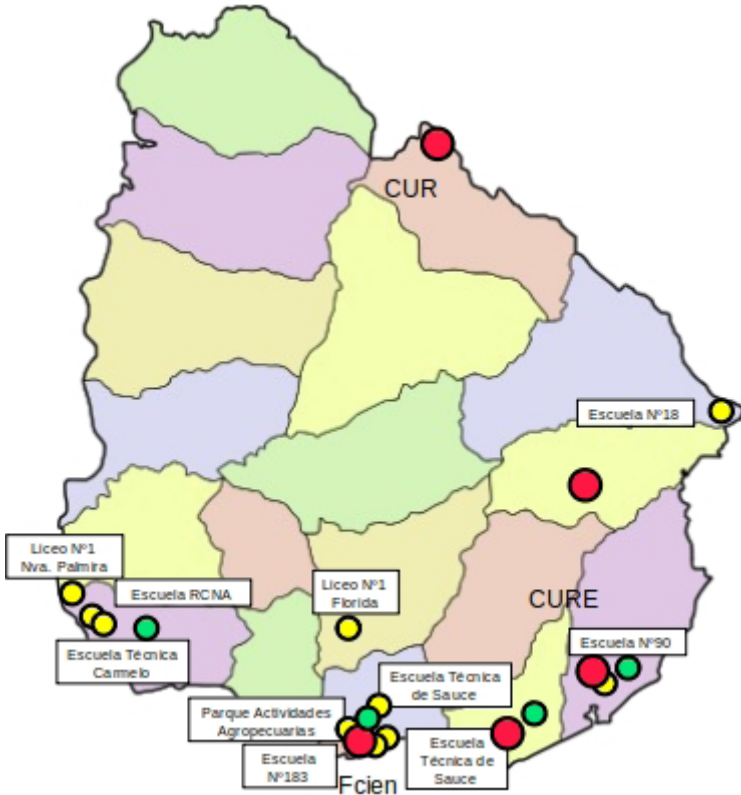 CUR
Escuela Nº18
Liceo Nº1
Nva. Palmira
Escuela RCNA
Liceo Nº1
Florida
CURE
Escuela Nº90
Escuela Técnica
Carmelo
Escuela Técnica
de Sauce
Parque Actividades
Agropecuarias
Escuela
Nº183
Escuela
Técnica de
Sauce
Fcien